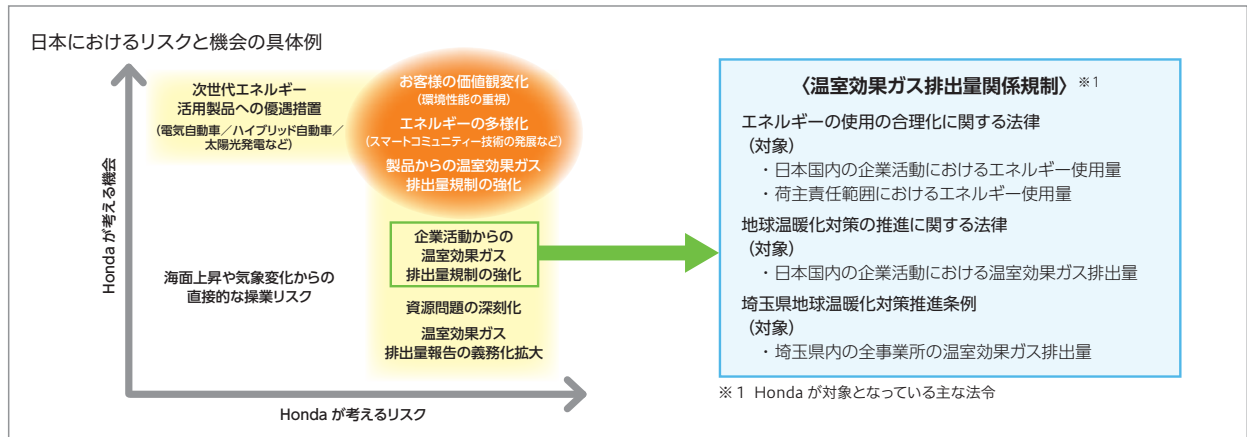 日本におけるリスクと機会の具体例
Honda が考える機会
次世代エネルギー
活用製品への優遇措置
(電気自動車／ハイブリッド自動車／
太陽光発電など)
お客様の価値観変化
(環境性能の重視)
エネルギーの多様化
(スマートコミュニティー技術の発展など)
製品からの温室効果ガス
排出量規制の強化
海面上昇や気象変化からの
直接的な操業リスク
企業活動からの
温室効果ガス
排出量規制の強化
資源問題の深刻化
温室効果ガス
排出量報告の義務化拡大
Honda が考えるリスク
〈温室効果ガス排出量関係規制〉※1
エネルギーの使用の合理化に関する法律
(対象)
・日本国内の企業活動におけるエネルギー使用量
・荷主責任範囲におけるエネルギー使用量
地球温暖化対策の推進に関する法律
(対象)
・日本国内の企業活動における温室効果ガス排出量
埼玉県地球温暖化対策推進条例
(対象)
・埼玉県内の全事業所の温室効果ガス排出量
※1 Honda が対象となっている主な法令